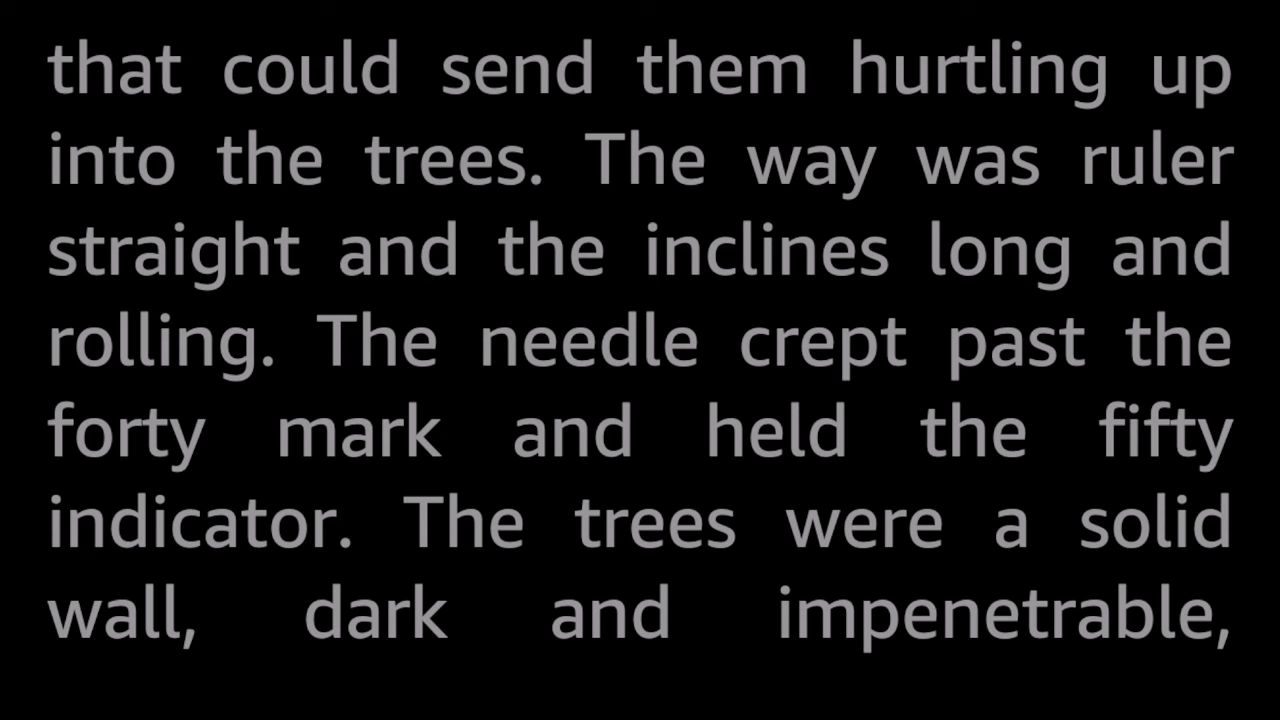 that could send them hurtling up
into the trees. The way was ruler
straight and the inclines long and
rolling. The needle crept past the
forty mark and held the fifty
indicator. The trees were a solid
wall, dark and impenetrable,